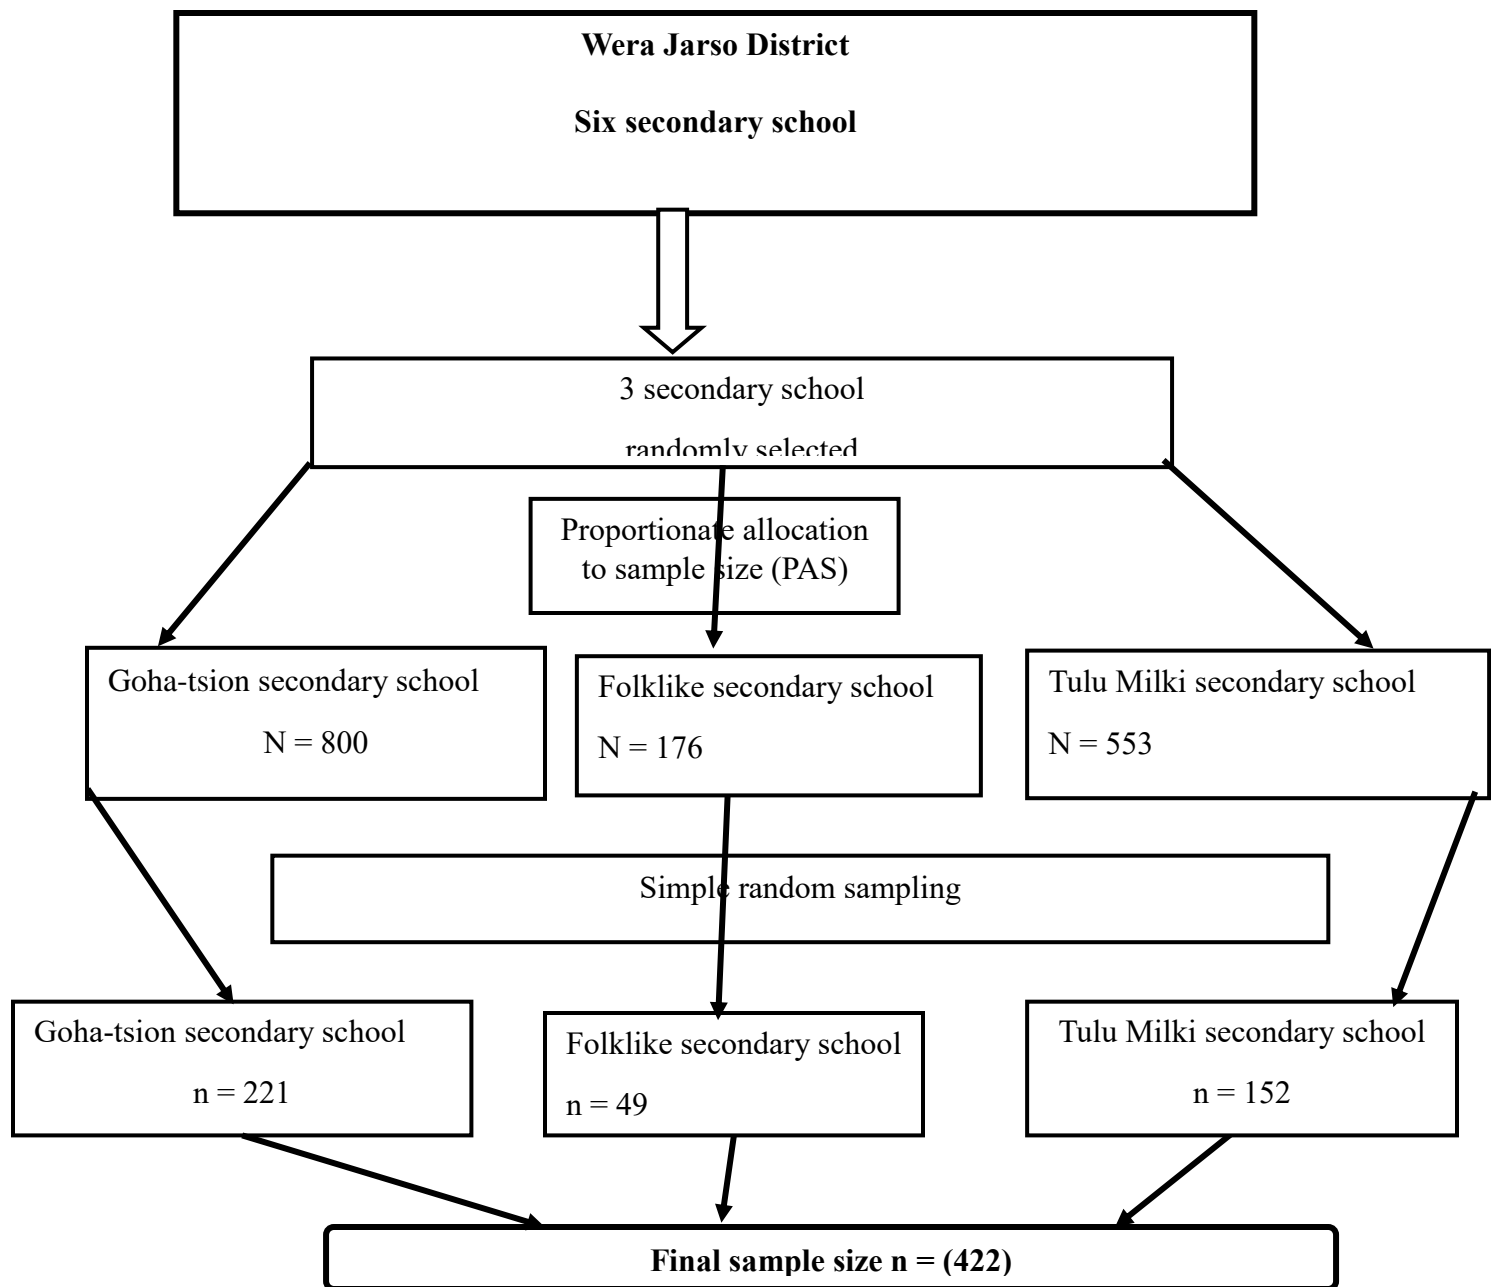 Wera Jarso District
Six secondary school
3 secondary school
randomly selected
Proportionate allocation
to sample size (PAS)
Goha-tsion secondary school
N = 800
Folklike secondary school
N = 176
Tulu Milki secondary school
N = 553
Simple random sampling
Goha-tsion secondary school
n = 221
Folklike secondary school
n = 49
Tulu Milki secondary school
n = 152
Final sample size n = (422)